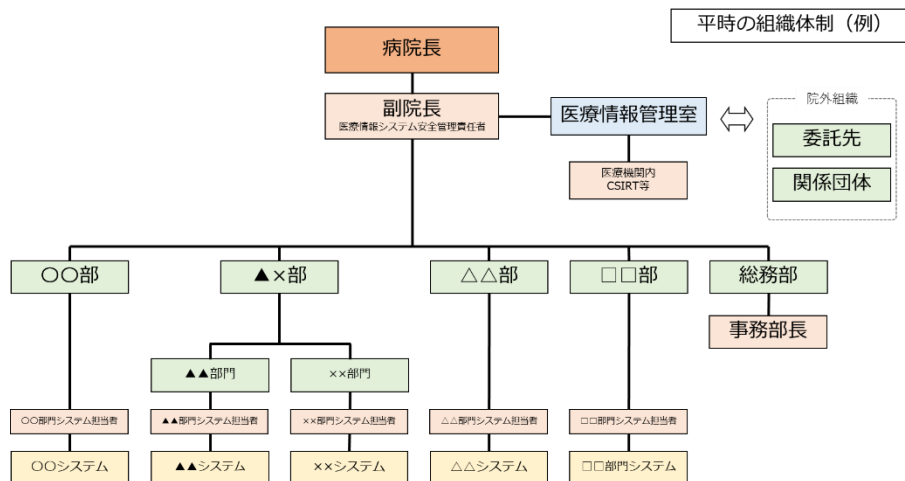 平時の組織体制（例）
病院長
副院長
医療情報システム安全管理責任者
医療情報管理室
院外組織
委託先
関係団体
医療機関内
CSIRT等
〇〇部
▲×部
△△部
□□部
総務部
事務部長
▲▲部門
××部門
〇〇部門システム担当者
▲▲部門システム担当者
××部門システム担当者
△△部門システム担当者
□□部門システム担当者
〇〇システム
▲▲システム
××システム
△△システム
□□部門システム